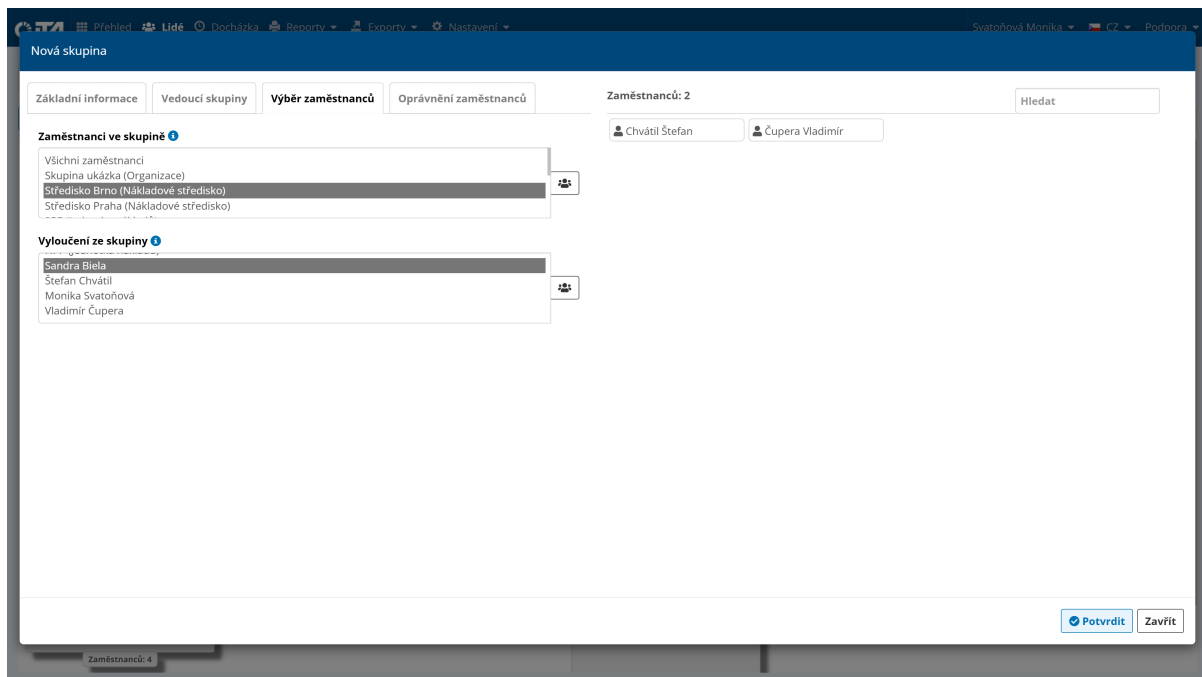 ITA Přehled Lidé Docházka Reporty Exporty Nastavení Svatoňová Monika CZ Podpora
Nová skupina
Základní informace Vedoucí skupiny Výběr zaměstnanců Oprávnění zaměstnanců
Zaměstnanců: 2
Hledat
Chvátil Štefan Čupera Vladimír
Zaměstnanci ve skupině
Všichni zaměstnanci
Skupina ukázka (Organizace)
Středisko Brno (Nákladové středisko)
Středisko Praha (Nákladové středisko)
Vyloučení ze skupiny
Sandra Biela
Štefan Chvátil
Monika Svatoňová
Vladimír Čupera
Potvrdit Zavřít
Zaměstnanců: 4